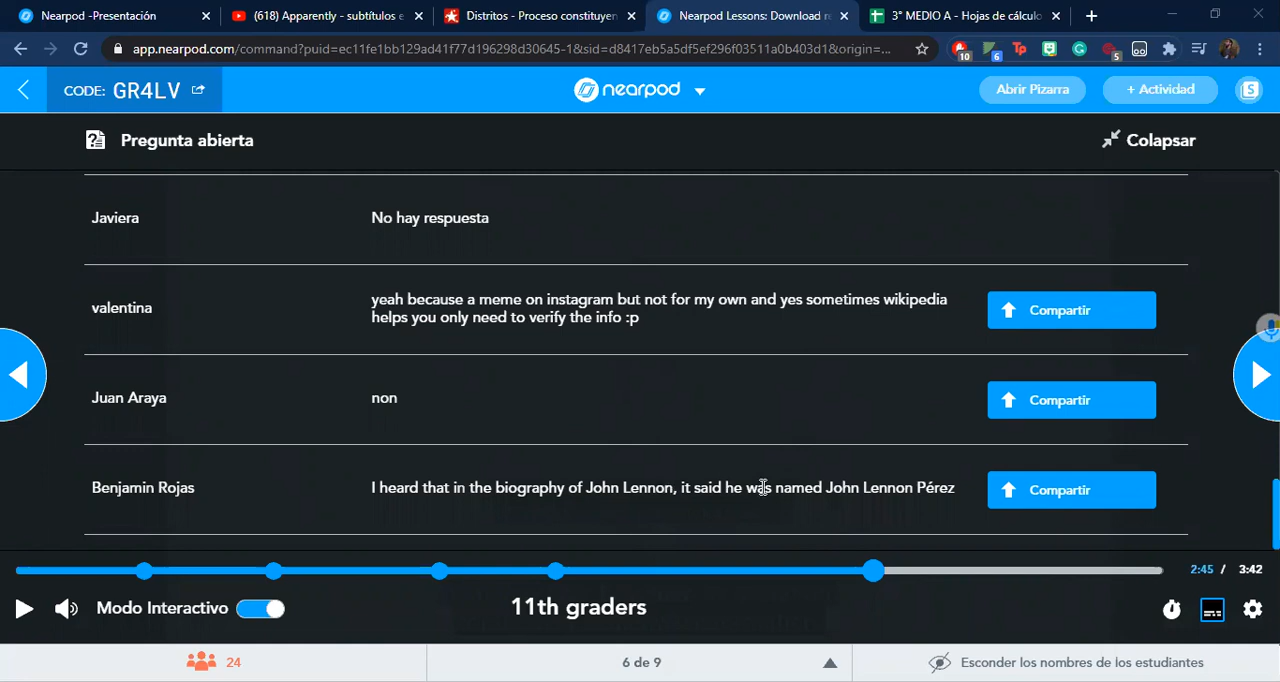 Nearpod -Presentación
(618) Apparently - subtítulos e
Distritos - Proceso constituyen
Nearpod Lessons: Download r
3° MEDIO A - Hojas de cálculo
app.nearpod.com/command?puid=ec11fe1bb129ad41f77d196298d30645-1&sid=d8417eb5a5df5ef296f03511a0b403d1&origin=...
10
6
Tp
5
CODE: GR4LV
nearpod
Abrir Pizarra
+ Actividad
Pregunta abierta
Colapsar
Javiera
No hay respuesta
valentina
yeah because a meme on instagram but not for my own and yes sometimes wikipedia
helps you only need to verify the info :p
Compartir
Juan Araya
non
Compartir
Benjamin Rojas
I heard that in the biography of John Lennon, it said he was named John Lennon Pérez
Compartir
2:45 / 3:42
Modo Interactivo
11th graders
24
6 de 9
Esconder los nombres de los estudiantes